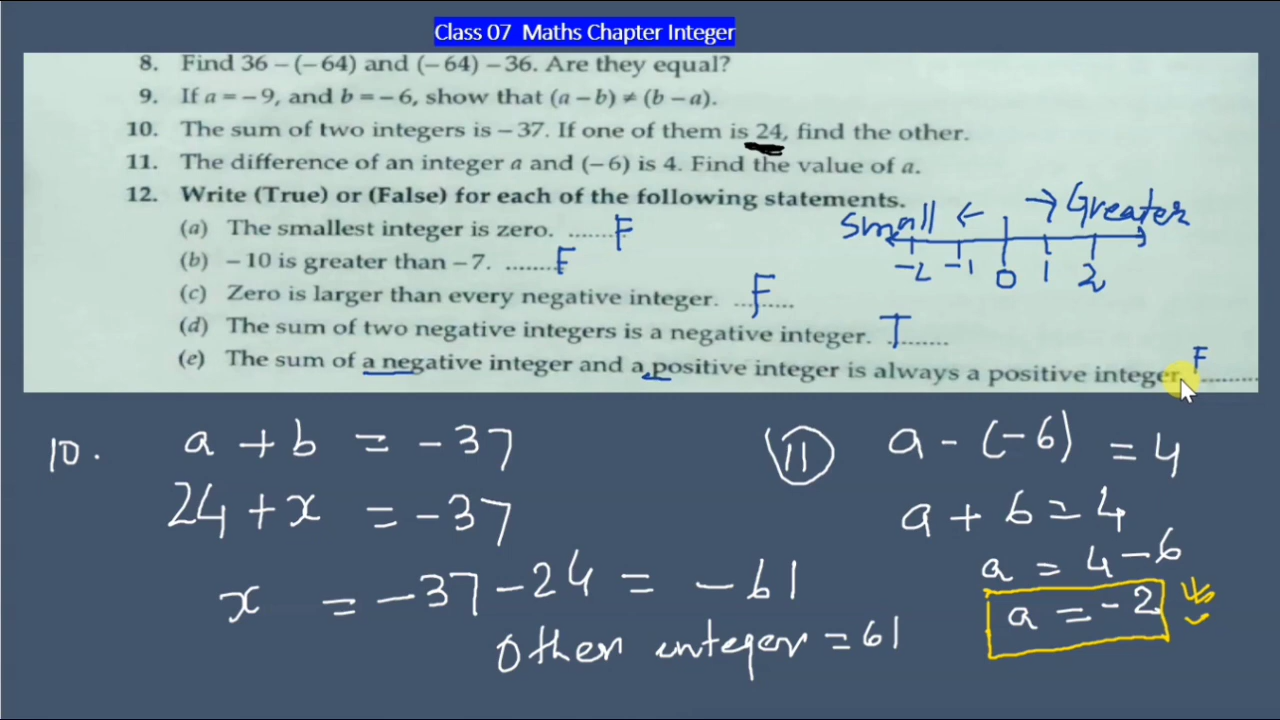 Class 07 Maths Chapter Integer
8. Find 36 – (– 64) and (– 64) – 36. Are they equal?
9. If a = – 9, and b = – 6, show that (a – b) ≠ (b – a).
10. The sum of two integers is – 37. If one of them is 24, find the other.
11. The difference of an integer a and (– 6) is 4. Find the value of a.
12. Write (True) or (False) for each of the following statements.
(a) The smallest integer is zero. ....... F
(b) – 10 is greater than – 7. ........ F
(c) Zero is larger than every negative integer. .......... F
(d) The sum of two negative integers is a negative integer. .......... T
(e) The sum of a negative integer and a positive integer is always a positive integer. .......... F
Small ← → Greater
-2 -1 0 1 2
10. a + b = -37
24 + x = -37
x = -37 - 24 = -61
Other integer = 61
11 a - (-6) = 4
a + 6 = 4
a = 4 - 6
a = -2